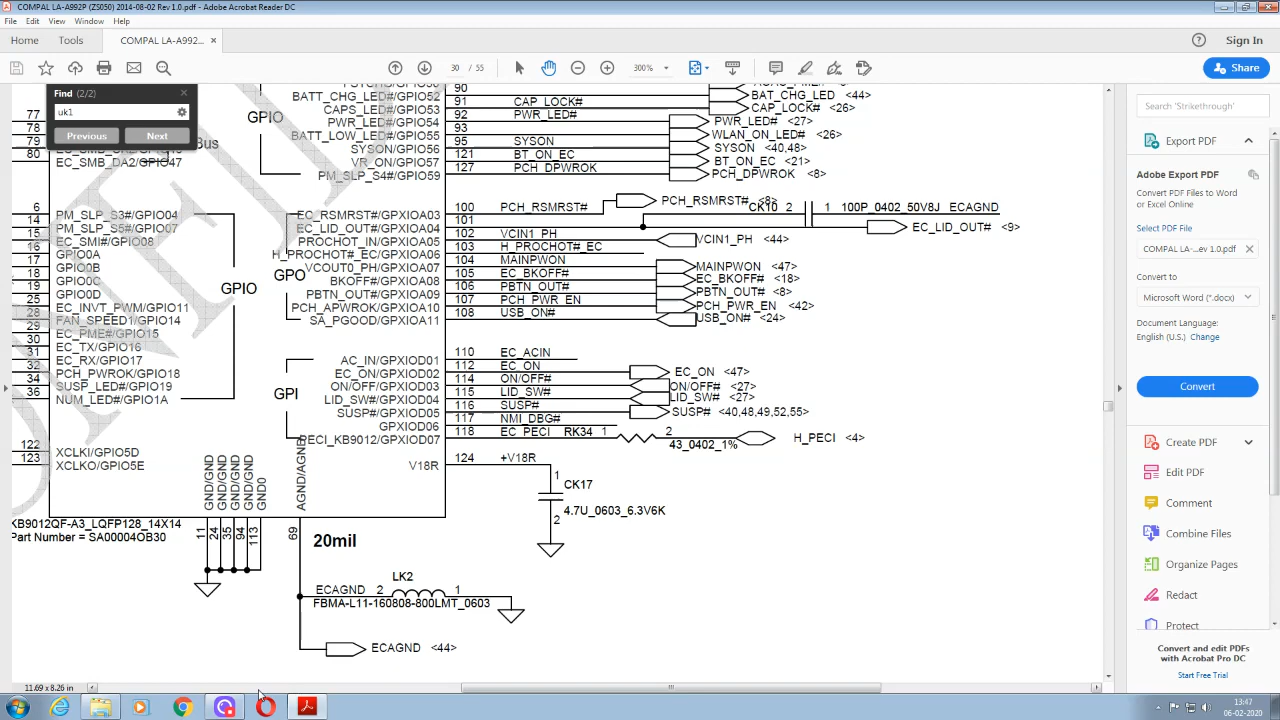 COMPAL LA-A992P (ZS050) 2014-08-02 Rev 1.0.pdf - Adobe Acrobat Reader DC
File Edit View Window Help
Home Tools COMPAL LA-A992... × Sign In
30 / 55 300% Share
Find (2/2)
uk1
Previous Next
77
78
79
80
Bus
EC_SMB_DA2/GPIO47
GPIO
BATT_CHG_LED#/GPIO52
CAPS_LED#/GPIO53
PWR_LED#/GPIO54
BATT_LOW_LED#/GPIO55
SYSON/GPIO56
VR_ON/GPIO57
PM_SLP_S4#/GPIO59
90
91 CAP_LOCK#
92 PWR_LED#
93
95 SYSON
121 BT_ON_EC
127 PCH_DPWROK
BAT_CHG_LED <44>
CAP_LOCK# <26>
PWR_LED# <27>
WLAN_ON_LED# <26>
SYSON <40,48>
BT_ON_EC <21>
PCH_DPWROK <8>
6 PM_SLP_S3#/GPIO04
14 PM_SLP_S5#/GPIO07
15 EC_SMI#/GPIO08
16 GPIO0A
17 GPIO0B
18 GPIO0C
19 GPIO0D
25 EC_INVT_PWM/GPIO11
28 FAN_SPEED1/GPIO14
29 EC_PME#/GPIO15
30 EC_TX/GPIO16
31 EC_RX/GPIO17
32 PCH_PWROK/GPIO18
34 SUSP_LED#/GPIO19
36 NUM_LED#/GPIO1A
GPIO
122 XCLKI/GPIO5D
123 XCLKO/GPIO5E
GPO
EC_RSMRST#/GPXIOA03 100 PCH_RSMRST#
EC_LID_OUT#/GPXIOA04 101
PROCHOT_IN/GPXIOA05 102 VCIN1_PH
H_PROCHOT#_EC/GPXIOA06 103 H_PROCHOT#_EC
VCOUT0_PH/GPXIOA07 104 MAINPWON
BKOFF#/GPXIOA08 105 EC_BKOFF#
PBTN_OUT#/GPXIOA09 106 PBTN_OUT#
PCH_APWROK/GPXIOA10 107 PCH_PWR_EN
SA_PGOOD/GPXIOA11 108 USB_ON#
PCH_RSMRST# <8>
CK10 2 1 100P_0402_50V8J ECAGND
EC_LID_OUT# <9>
VCIN1_PH <44>
MAINPWON <47>
EC_BKOFF# <18>
PBTN_OUT# <8>
PCH_PWR_EN <42>
USB_ON# <24>
GPI
AC_IN/GPXIOD01 110 EC_ACIN
EC_ON/GPXIOD02 112 EC_ON
ON/OFF#/GPXIOD03 114 ON/OFF#
LID_SW#/GPXIOD04 115 LID_SW#
SUSP#/GPXIOD05 116 SUSP#
GPXIOD06 117 NMI_DBG#
PECI_KB9012/GPXIOD07 118 EC_PECI RK34 1 2
EC_ON <47>
ON/OFF# <27>
LID_SW# <27>
SUSP# <40,48,49,52,55>
43_0402_1%
H_PECI <4>
V18R 124 +V18R
1 CK17
4.7U_0603_6.3V6K
2
GND/GND
GND/GND
GND/GND
GND/GND
GND0
AGND/AGND
11
24
35
94
113
69
KB9012QF-A3_LQFP128_14X14
Part Number = SA00004OB30
20mil
LK2
ECAGND 2 1
FBMA-L11-160808-800LMT_0603
ECAGND <44>
Search 'Strikethrough'
Export PDF
Adobe Export PDF
Convert PDF Files to Word
or Excel Online
Select PDF File
COMPAL LA-...ev 1.0.pdf ×
Convert to
Microsoft Word (*.docx)
Document Language:
English (U.S.) Change
Convert
Create PDF
Edit PDF
Comment
Combine Files
Organize Pages
Redact
Protect
Convert and edit PDFs
with Acrobat Pro DC
Start Free Trial
11.69 x 8.26 in
13:47
06-02-2020